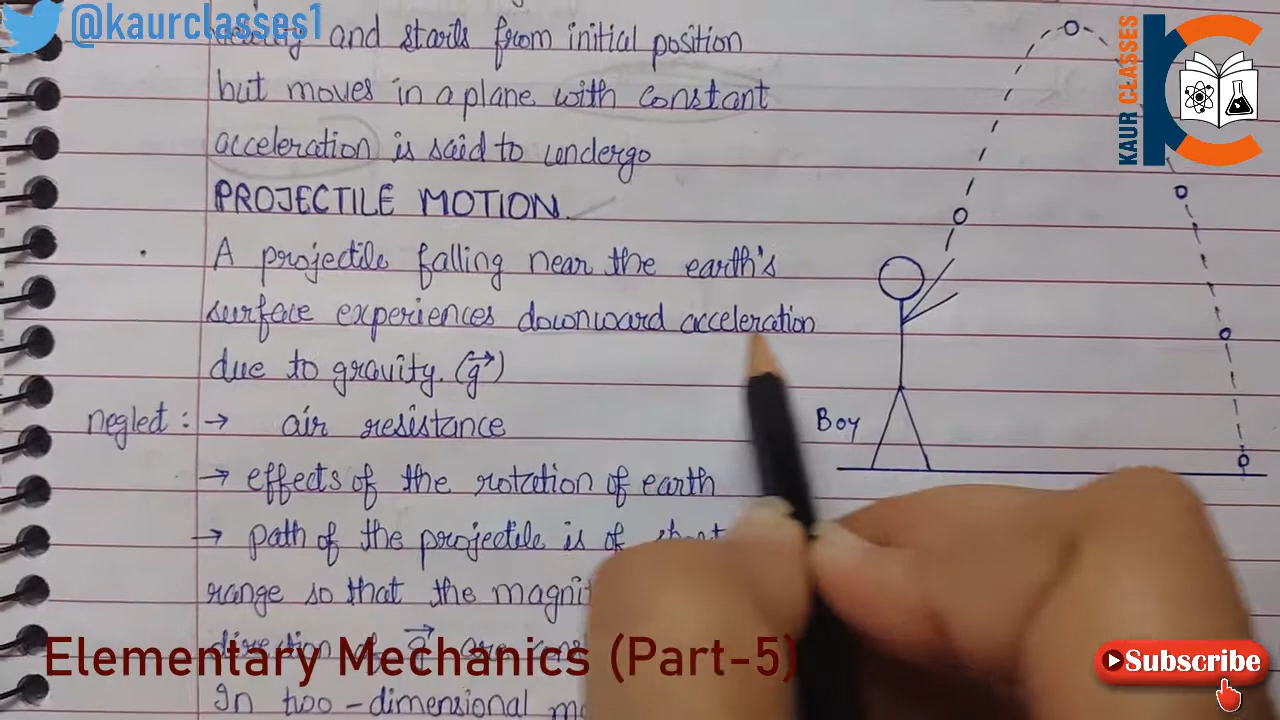 @kaurclasses1
and starts from initial position
but moves in a plane with constant
acceleration is said to undergo
PROJECTILE MOTION
A projectile falling near the earth's
surface experiences downward acceleration
due to gravity. (g→)
neglect: → air resistance
→ effects of the rotation of earth
→ path of the projectile is of
range so that the
direction of
In two-dimensional
Boy
KAUR CLASSES
Elementary Mechanics (Part-5)
Subscribe